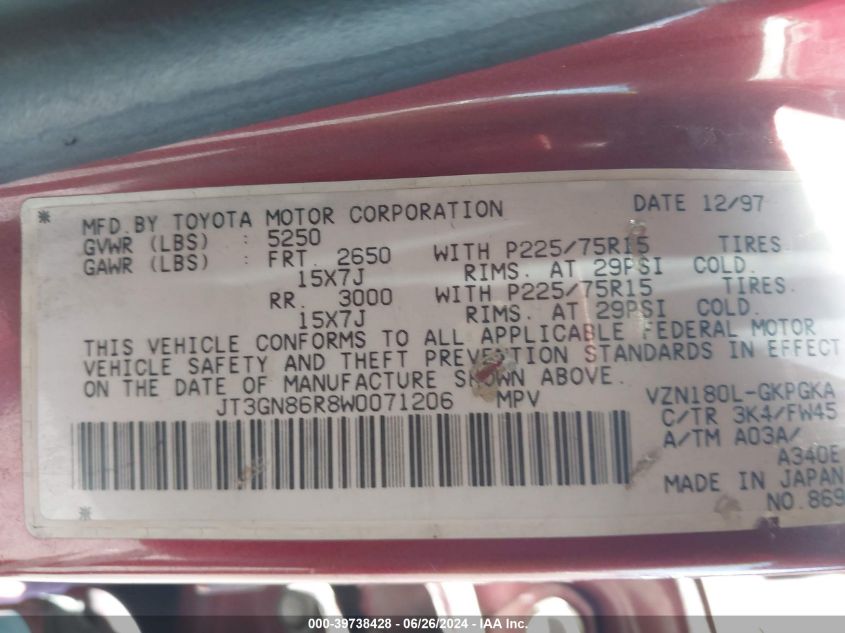 * MFD.BY TOYOTA MOTOR CORPORATION DATE 12/97
GVWR (LBS) : 5250
GAWR (LBS) : FRT. 2650 WITH P225/75R15 TIRES.
15X7J RIMS. AT 29PSI COLD.
RR. 3000 WITH P225/75R15 TIRES.
15X7J RIMS. AT 29PSI COLD.
THIS VEHICLE CONFORMS TO ALL APPLICABLE FEDERAL MOTOR
VEHICLE SAFETY AND THEFT PREVENTION STANDARDS IN EFFECT
ON THE DATE OF MANUFACTURE SHOWN ABOVE.
JT3GN86R8W0071206 MPV VZN180L-GKPGKA
C/TR 3K4/FW45
A/TM A03A/
A340E
MADE IN JAPAN
* NO.869
000-39738428 - 06/26/2024 - IAA Inc.